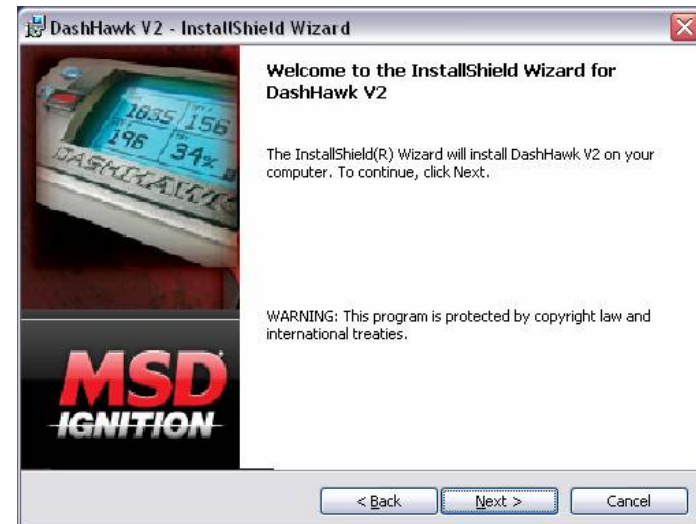 DashHawk V2 - InstallShield Wizard
1835 156
196 34%
DASHHAWK
MSD
IGNITION
Welcome to the InstallShield Wizard for
DashHawk V2
The InstallShield(R) Wizard will install DashHawk V2 on your
computer. To continue, click Next.
WARNING: This program is protected by copyright law and
international treaties.
< Back
Next >
Cancel